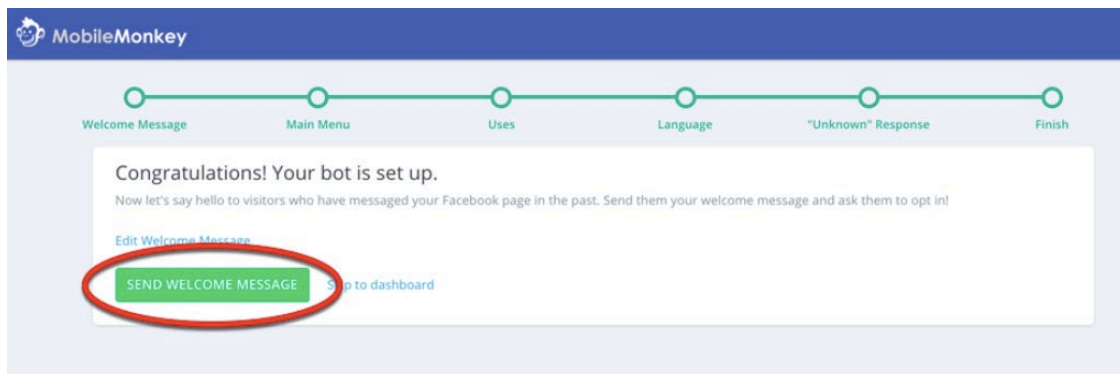 MobileMonkey
Welcome Message
Main Menu
Uses
Language
"Unknown" Response
Finish
Congratulations! Your bot is set up.
Now let's say hello to visitors who have messaged your Facebook page in the past. Send them your welcome message and ask them to opt in!
Edit Welcome Message
SEND WELCOME MESSAGE
Skip to dashboard